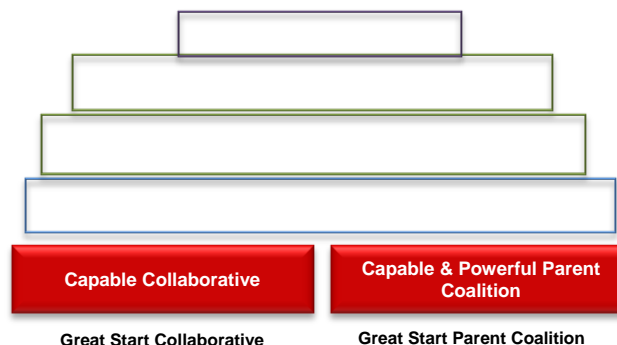 Capable Collaborative
Capable & Powerful Parent
Coalition
Great Start Collaborative
Great Start Parent Coalition